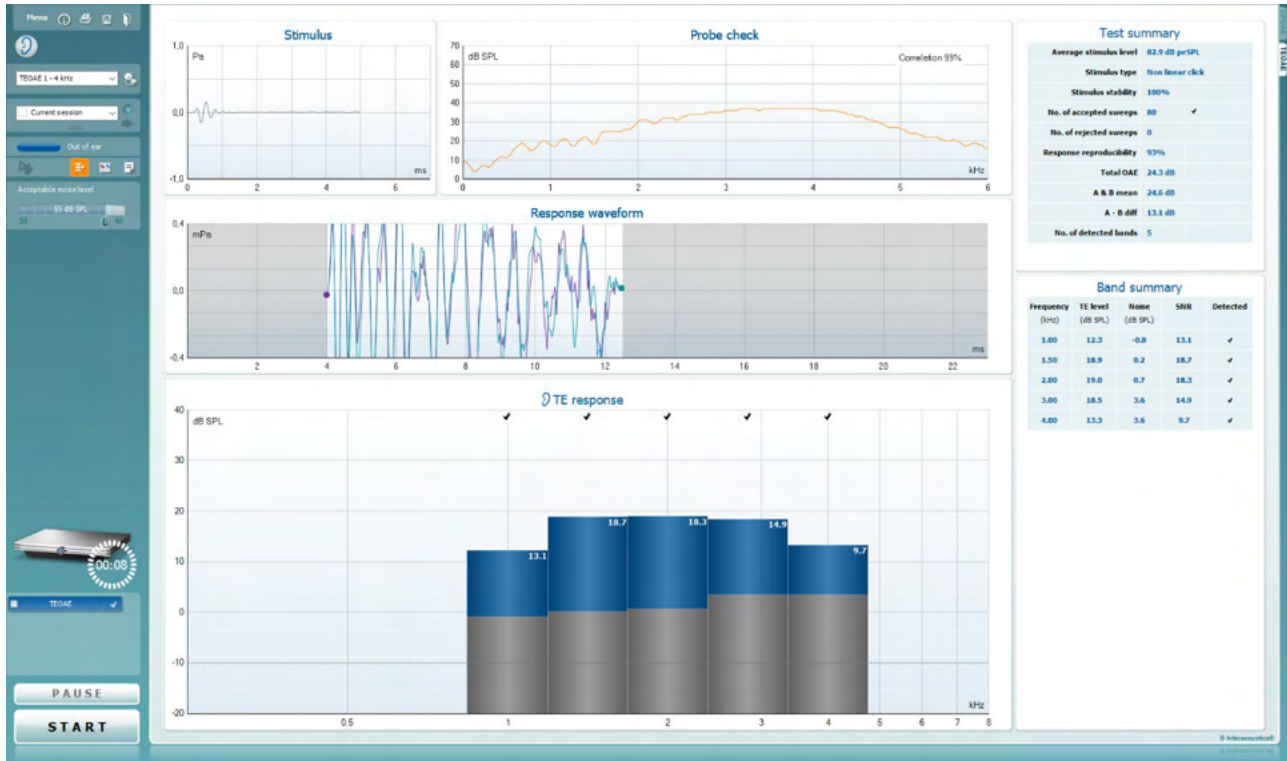 Menu
TEOAE 1 - 4 kHz
Current session
Out of ear
Acceptable noise level
55 dB SPL
30 60
00:08
TEOAE
PAUSE
START
Stimulus
1,0
Pa
0,0
-1,0
ms
0 2 4 6
Probe check
70
dB SPL
Correlation 99%
60
50
40
30
20
10
0
kHz
0 1 2 3 4 5 6
Response waveform
0,4
mPa
0,0
-0,4
ms
2 4 6 8 10 12 14 16 18 20 22
TE response
40
dB SPL
30
20
18.7 18.3 14.9
13.1 9.7
10
0
-10
kHz
-20
0.5 1 2 3 4 5 6 7 8
Test summary
Average stimulus level 82.9 dB peSPL
Stimulus type Non linear click
Stimulus stability 100%
No. of accepted sweeps 80
No. of rejected sweeps 0
Response reproducibility 93%
Total OAE 24.3 dB
A & B mean 24.6 dB
A - B diff 13.1 dB
No. of detected bands 5
Band summary
Frequency TE level Noise SNR Detected
(kHz) (dB SPL) (dB SPL)
1.00 12.3 -0.8 13.1
1.50 18.9 0.2 18.7
2.00 19.0 0.7 18.3
3.00 18.5 3.6 14.9
4.00 13.3 3.6 9.7
TEOAE
© Interacoustics®